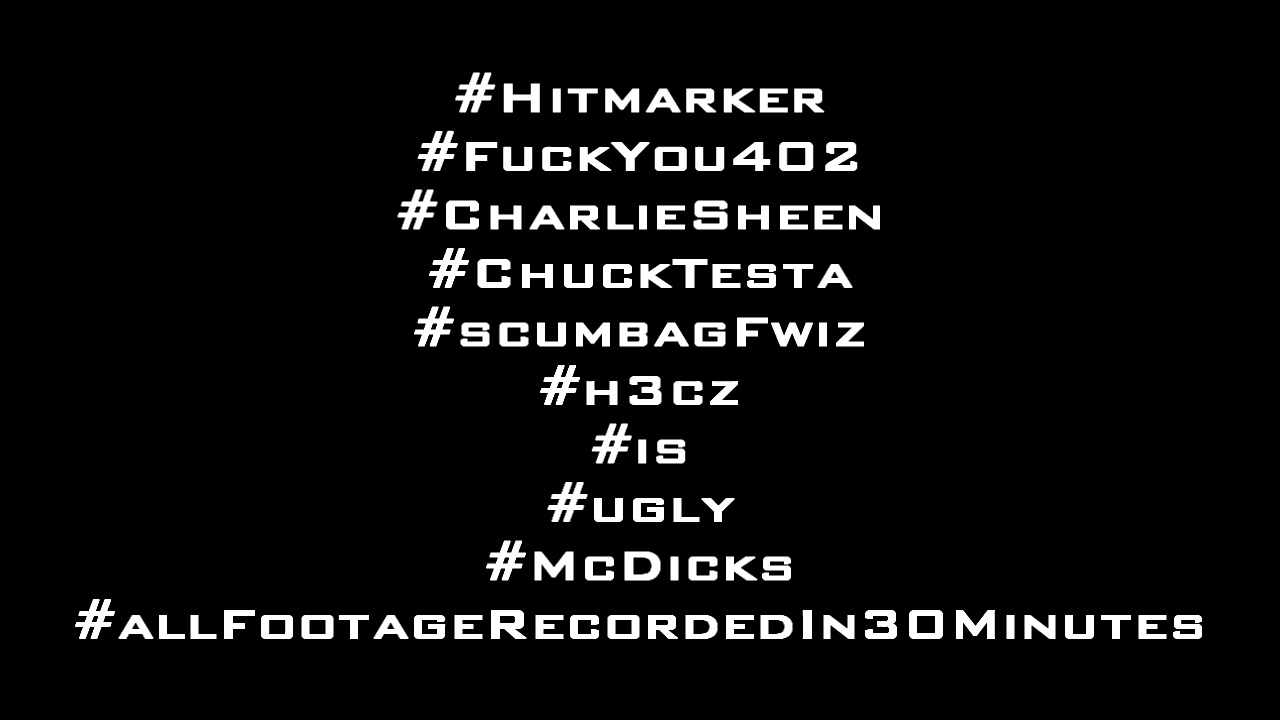 #Hitmarker
#FuckYou402
#CharlieSheen
#ChuckTesta
#scumbagFwiz
#h3cz
#is
#ugly
#McDicks
#allFootageRecordedIn30Minutes